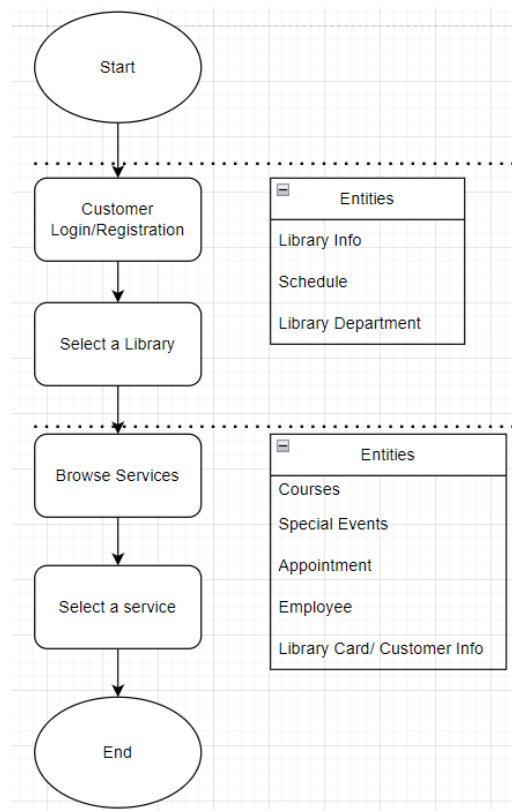 Start
Customer
Login/Registration
Entities
Library Info
Schedule
Library Department
Select a Library
Browse Services
Entities
Courses
Special Events
Appointment
Employee
Library Card/ Customer Info
Select a service
End